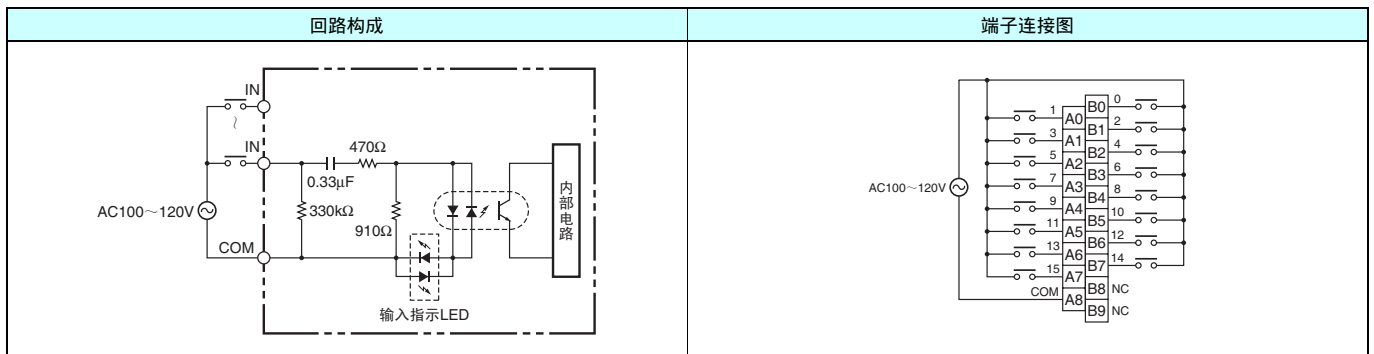 回路构成
端子连接图
IN
IN
470Ω
0.33μF
330kΩ
910Ω
AC100～120V
COM
内部电路
输入指示LED
B0 0
1 A0
B1 2
3 A1
B2 4
5 A2
B3 6
7 A3
AC100～120V
B4 8
9 A4
B5 10
11 A5
B6 12
13 A6
B7 14
15 A7
B8 NC
COM A8
B9 NC